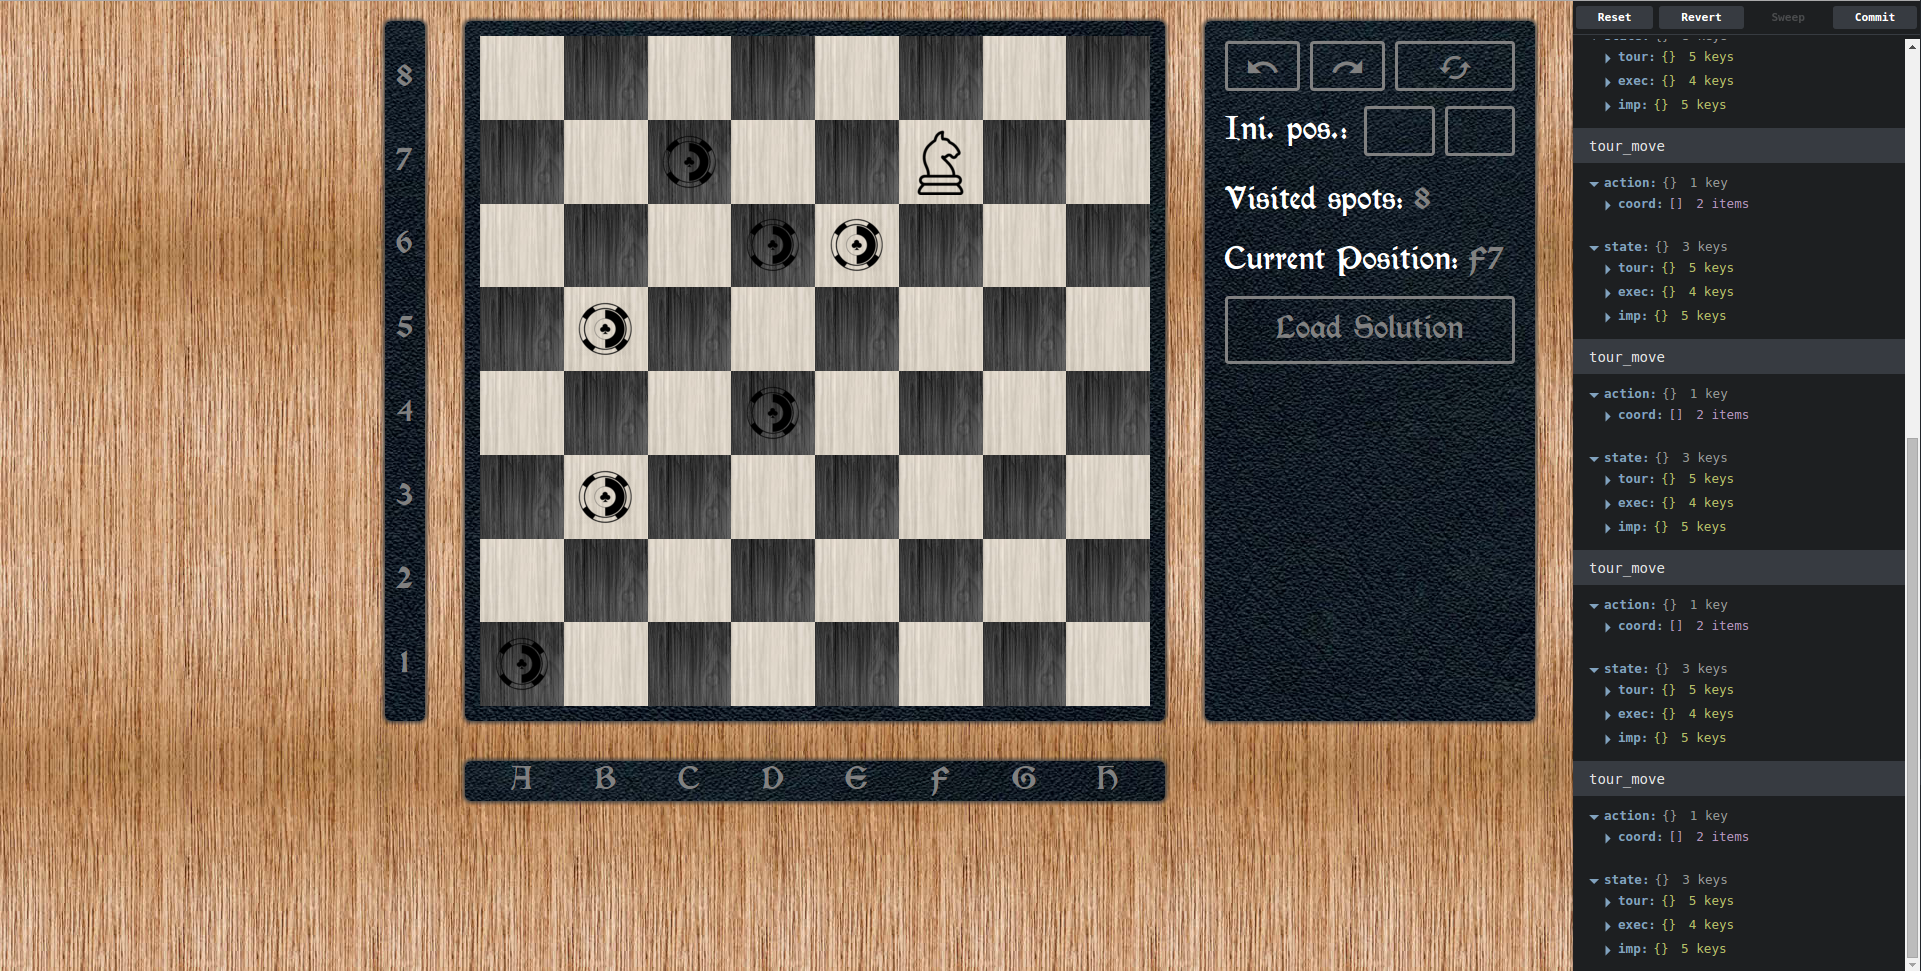 8
7
6
5
4
3
2
1
A B C D E F G H
Ini. pos.:
Visited spots: 8
Current Position: F7
Load Solution
Reset Revert Sweep Commit
tour: {} 5 keys
exec: {} 4 keys
imp: {} 5 keys
tour_move
action: {} 1 key
coord: [] 2 items
state: {} 3 keys
tour: {} 5 keys
exec: {} 4 keys
imp: {} 5 keys
tour_move
action: {} 1 key
coord: [] 2 items
state: {} 3 keys
tour: {} 5 keys
exec: {} 4 keys
imp: {} 5 keys
tour_move
action: {} 1 key
coord: [] 2 items
state: {} 3 keys
tour: {} 5 keys
exec: {} 4 keys
imp: {} 5 keys
tour_move
action: {} 1 key
coord: [] 2 items
state: {} 3 keys
tour: {} 5 keys
exec: {} 4 keys
imp: {} 5 keys